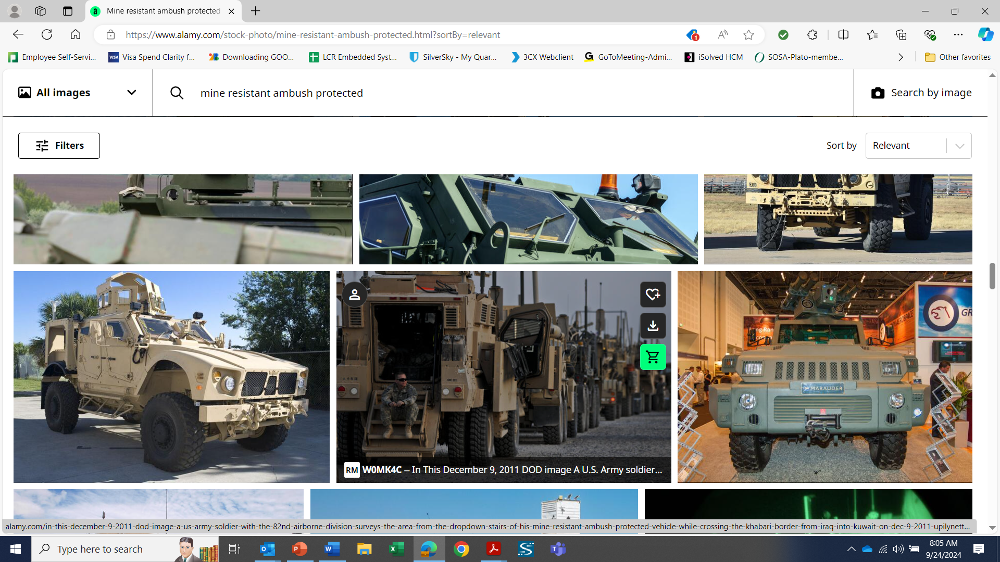 Mine resistant ambush protected
https://www.alamy.com/stock-photo/mine-resistant-ambush-protected.html?sortBy=relevant
1
Employee Self-Servi...
VISA
Visa Spend Clarity f...
Downloading GOO...
LCR Embedded Syst...
SilverSky - My Quar...
3CX Webclient
GoToMeeting-Admi...
iSolved HCM
SOSA-Plato-membe...
Other favorites
All images
mine resistant ambush protected
Search by image
Filters
Sort by
Relevant
EOD
GR
MARAUDER
RM W0MK4C – In This December 9, 2011 DOD image A U.S. Army soldier...
alamy.com/in-this-december-9-2011-dod-image-a-us-army-soldier-with-the-82nd-airborne-division-surveys-the-area-from-the-dropdown-stairs-of-his-mine-resistant-ambush-protected-vehicle-while-crossing-the-khabari-border-from-iraq-into-kuwait-on-dec-9-2011-upilynett...
Type here to search
8:05 AM
9/24/2024